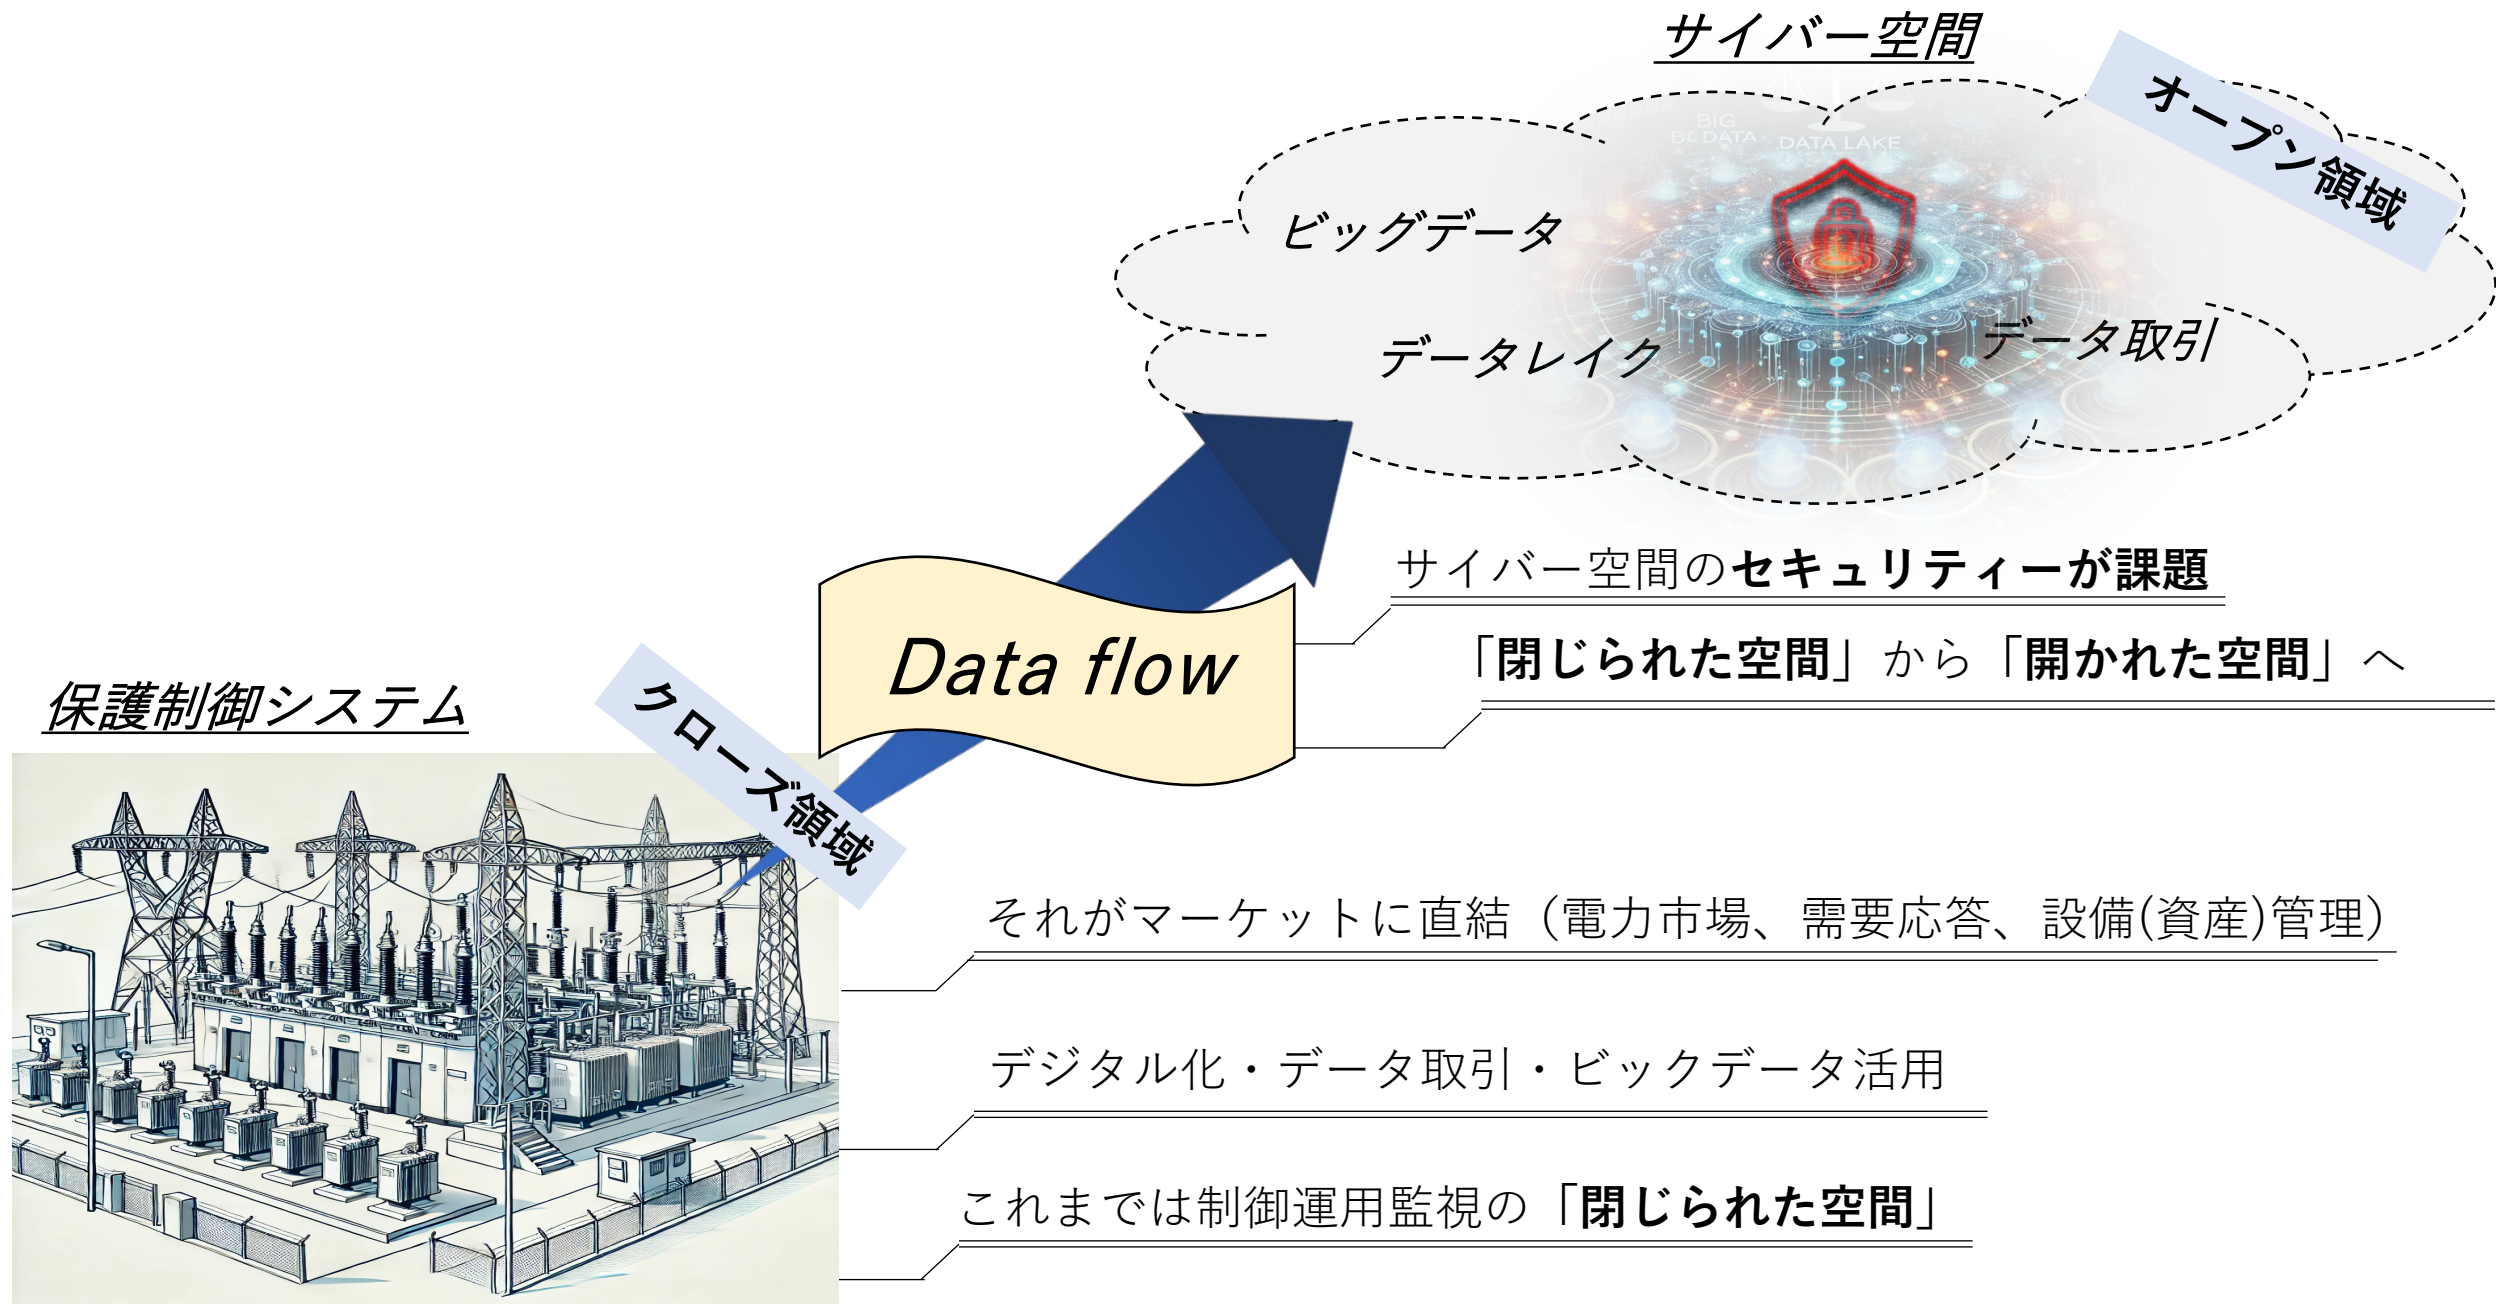 サイバー空間
オープン領域
BIG
DATA
DATA LAKE
ビッグデータ
データレイク
データ取引
サイバー空間のセキュリティーが課題
「閉じられた空間」から「開かれた空間」へ
Data flow
クローズ領域
保護制御システム
それがマーケットに直結（電力市場、需要応答、設備(資産)管理）
デジタル化・データ取引・ビックデータ活用
これまでは制御運用監視の「閉じられた空間」